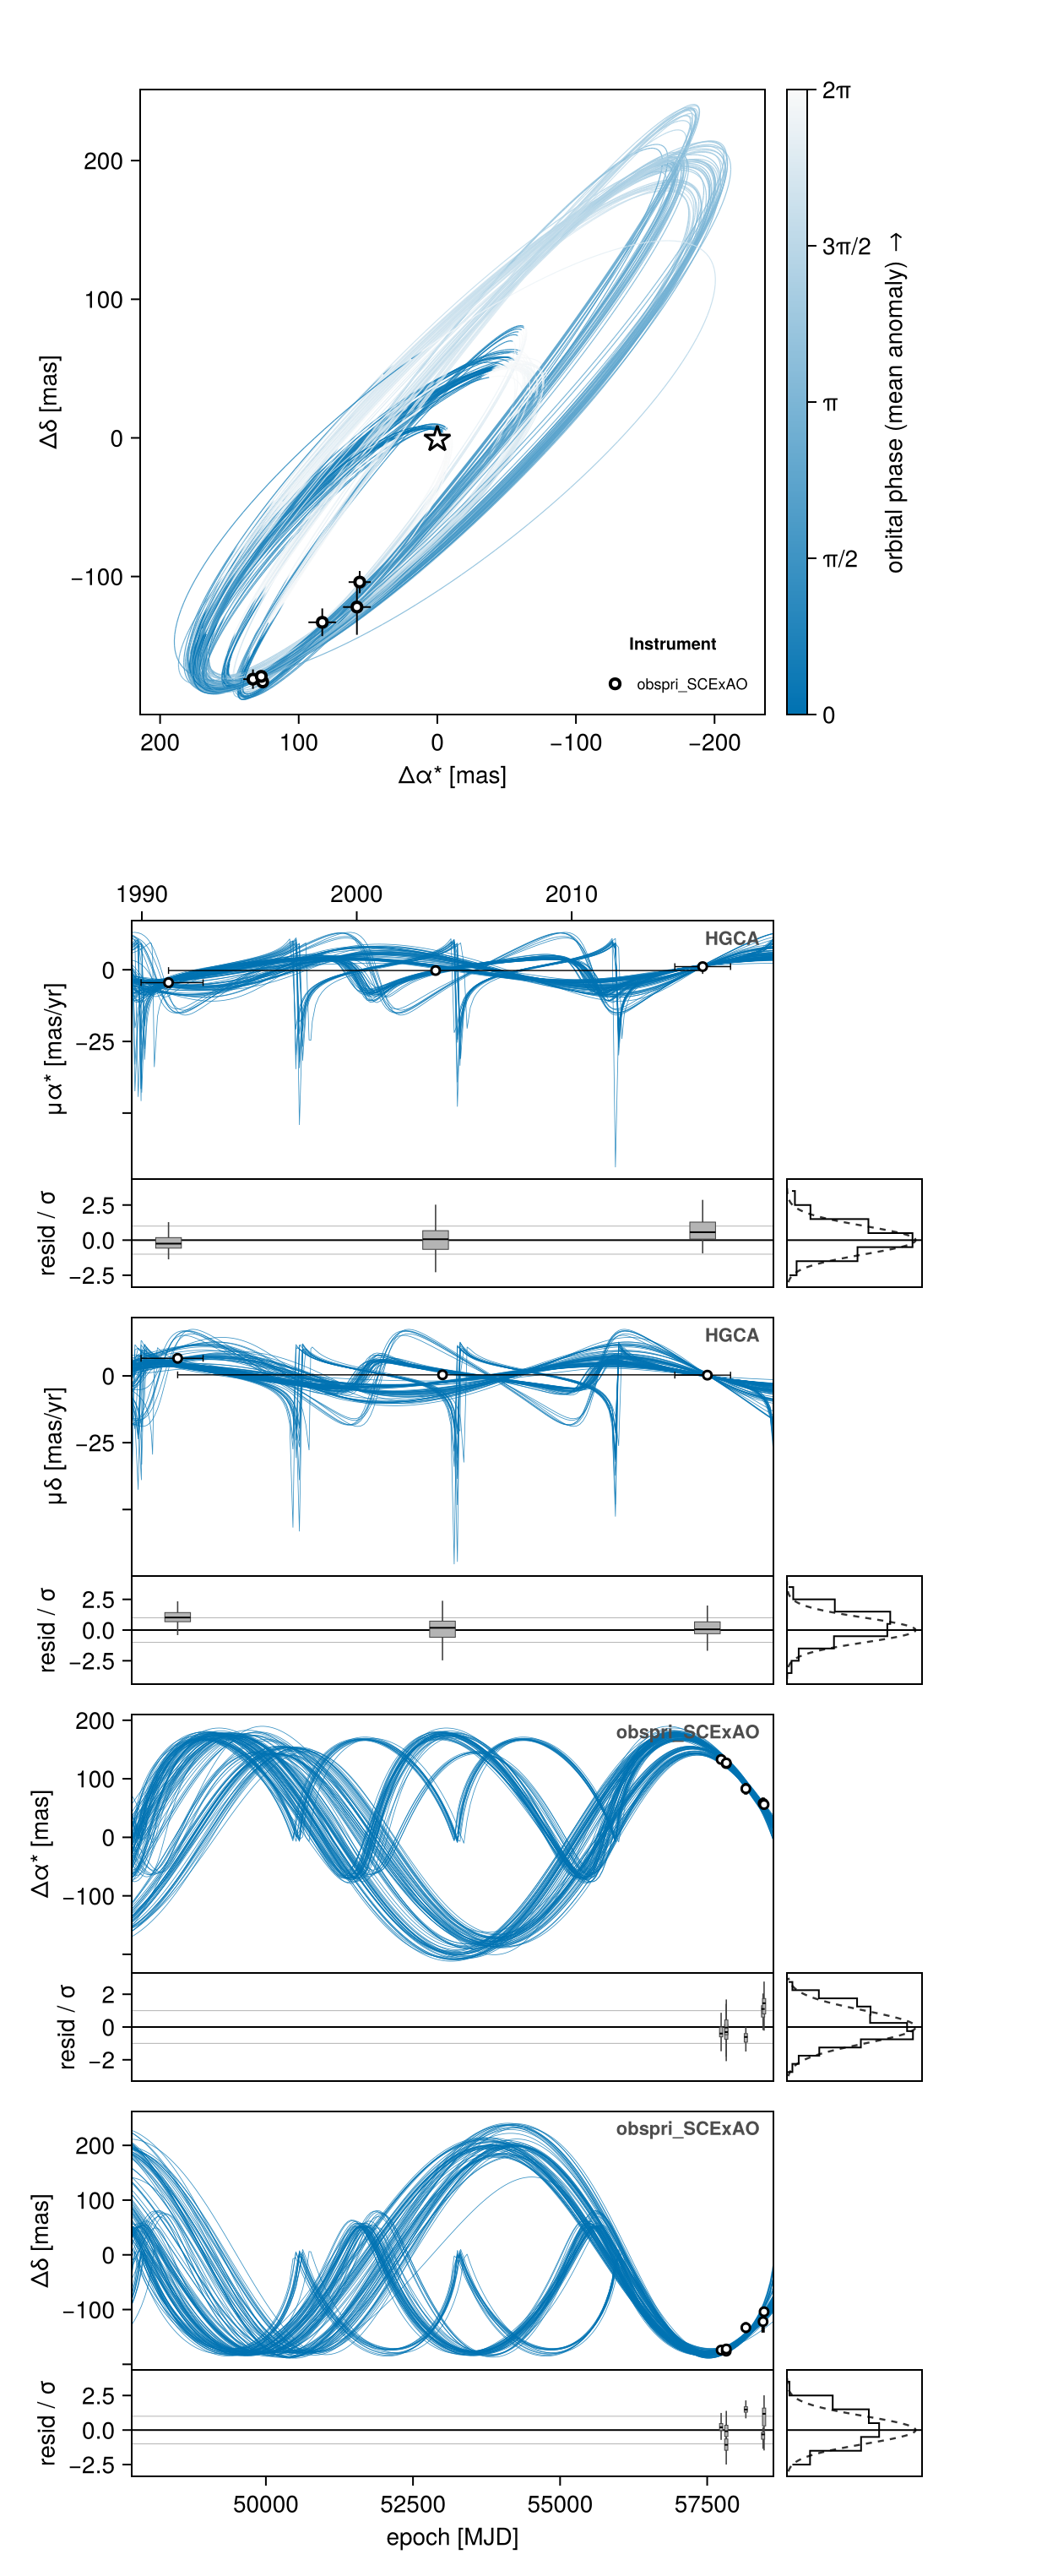 2π
200
3π/2
100
Δδ [mas]
0
π
orbital phase (mean anomaly) →
−100
π/2
Instrument
obspri_SCExAO
0
200
100
0
−100
−200
Δα* [mas]
1990
2000
2010
HGCA
0
−25
μα* [mas/yr]
2.5
0.0
−2.5
resid / σ
HGCA
0
−25
μδ [mas/yr]
2.5
0.0
−2.5
resid / σ
obspri_SCExAO
200
100
0
−100
Δα* [mas]
2
0
−2
resid / σ
obspri_SCExAO
200
100
0
−100
Δδ [mas]
2.5
0.0
−2.5
resid / σ
50000
52500
55000
57500
epoch [MJD]